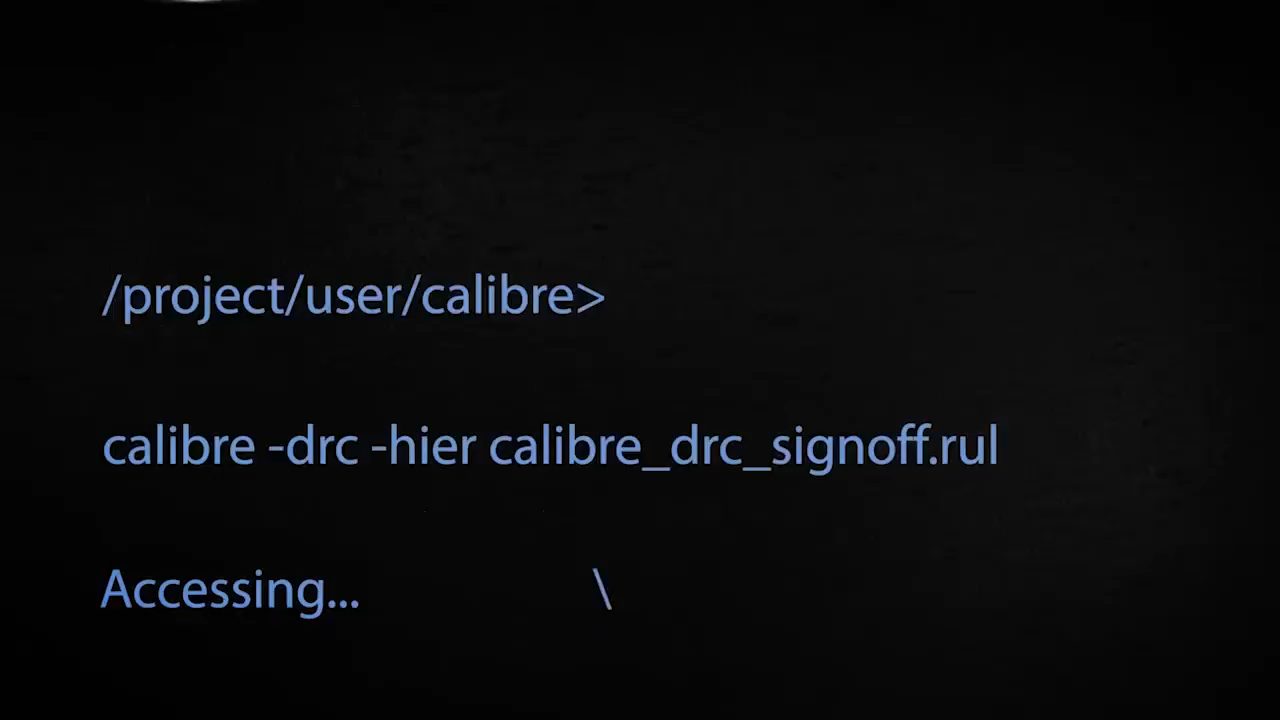 /project/user/calibre>
calibre -drc -hier calibre_drc_signoff.rul
Accessing... \